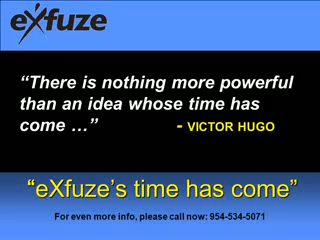 eXfuze
“There is nothing more powerful
than an idea whose time has
come …” - VICTOR HUGO
“eXfuze’s time has come”
For even more info, please call now: 954-534-5071